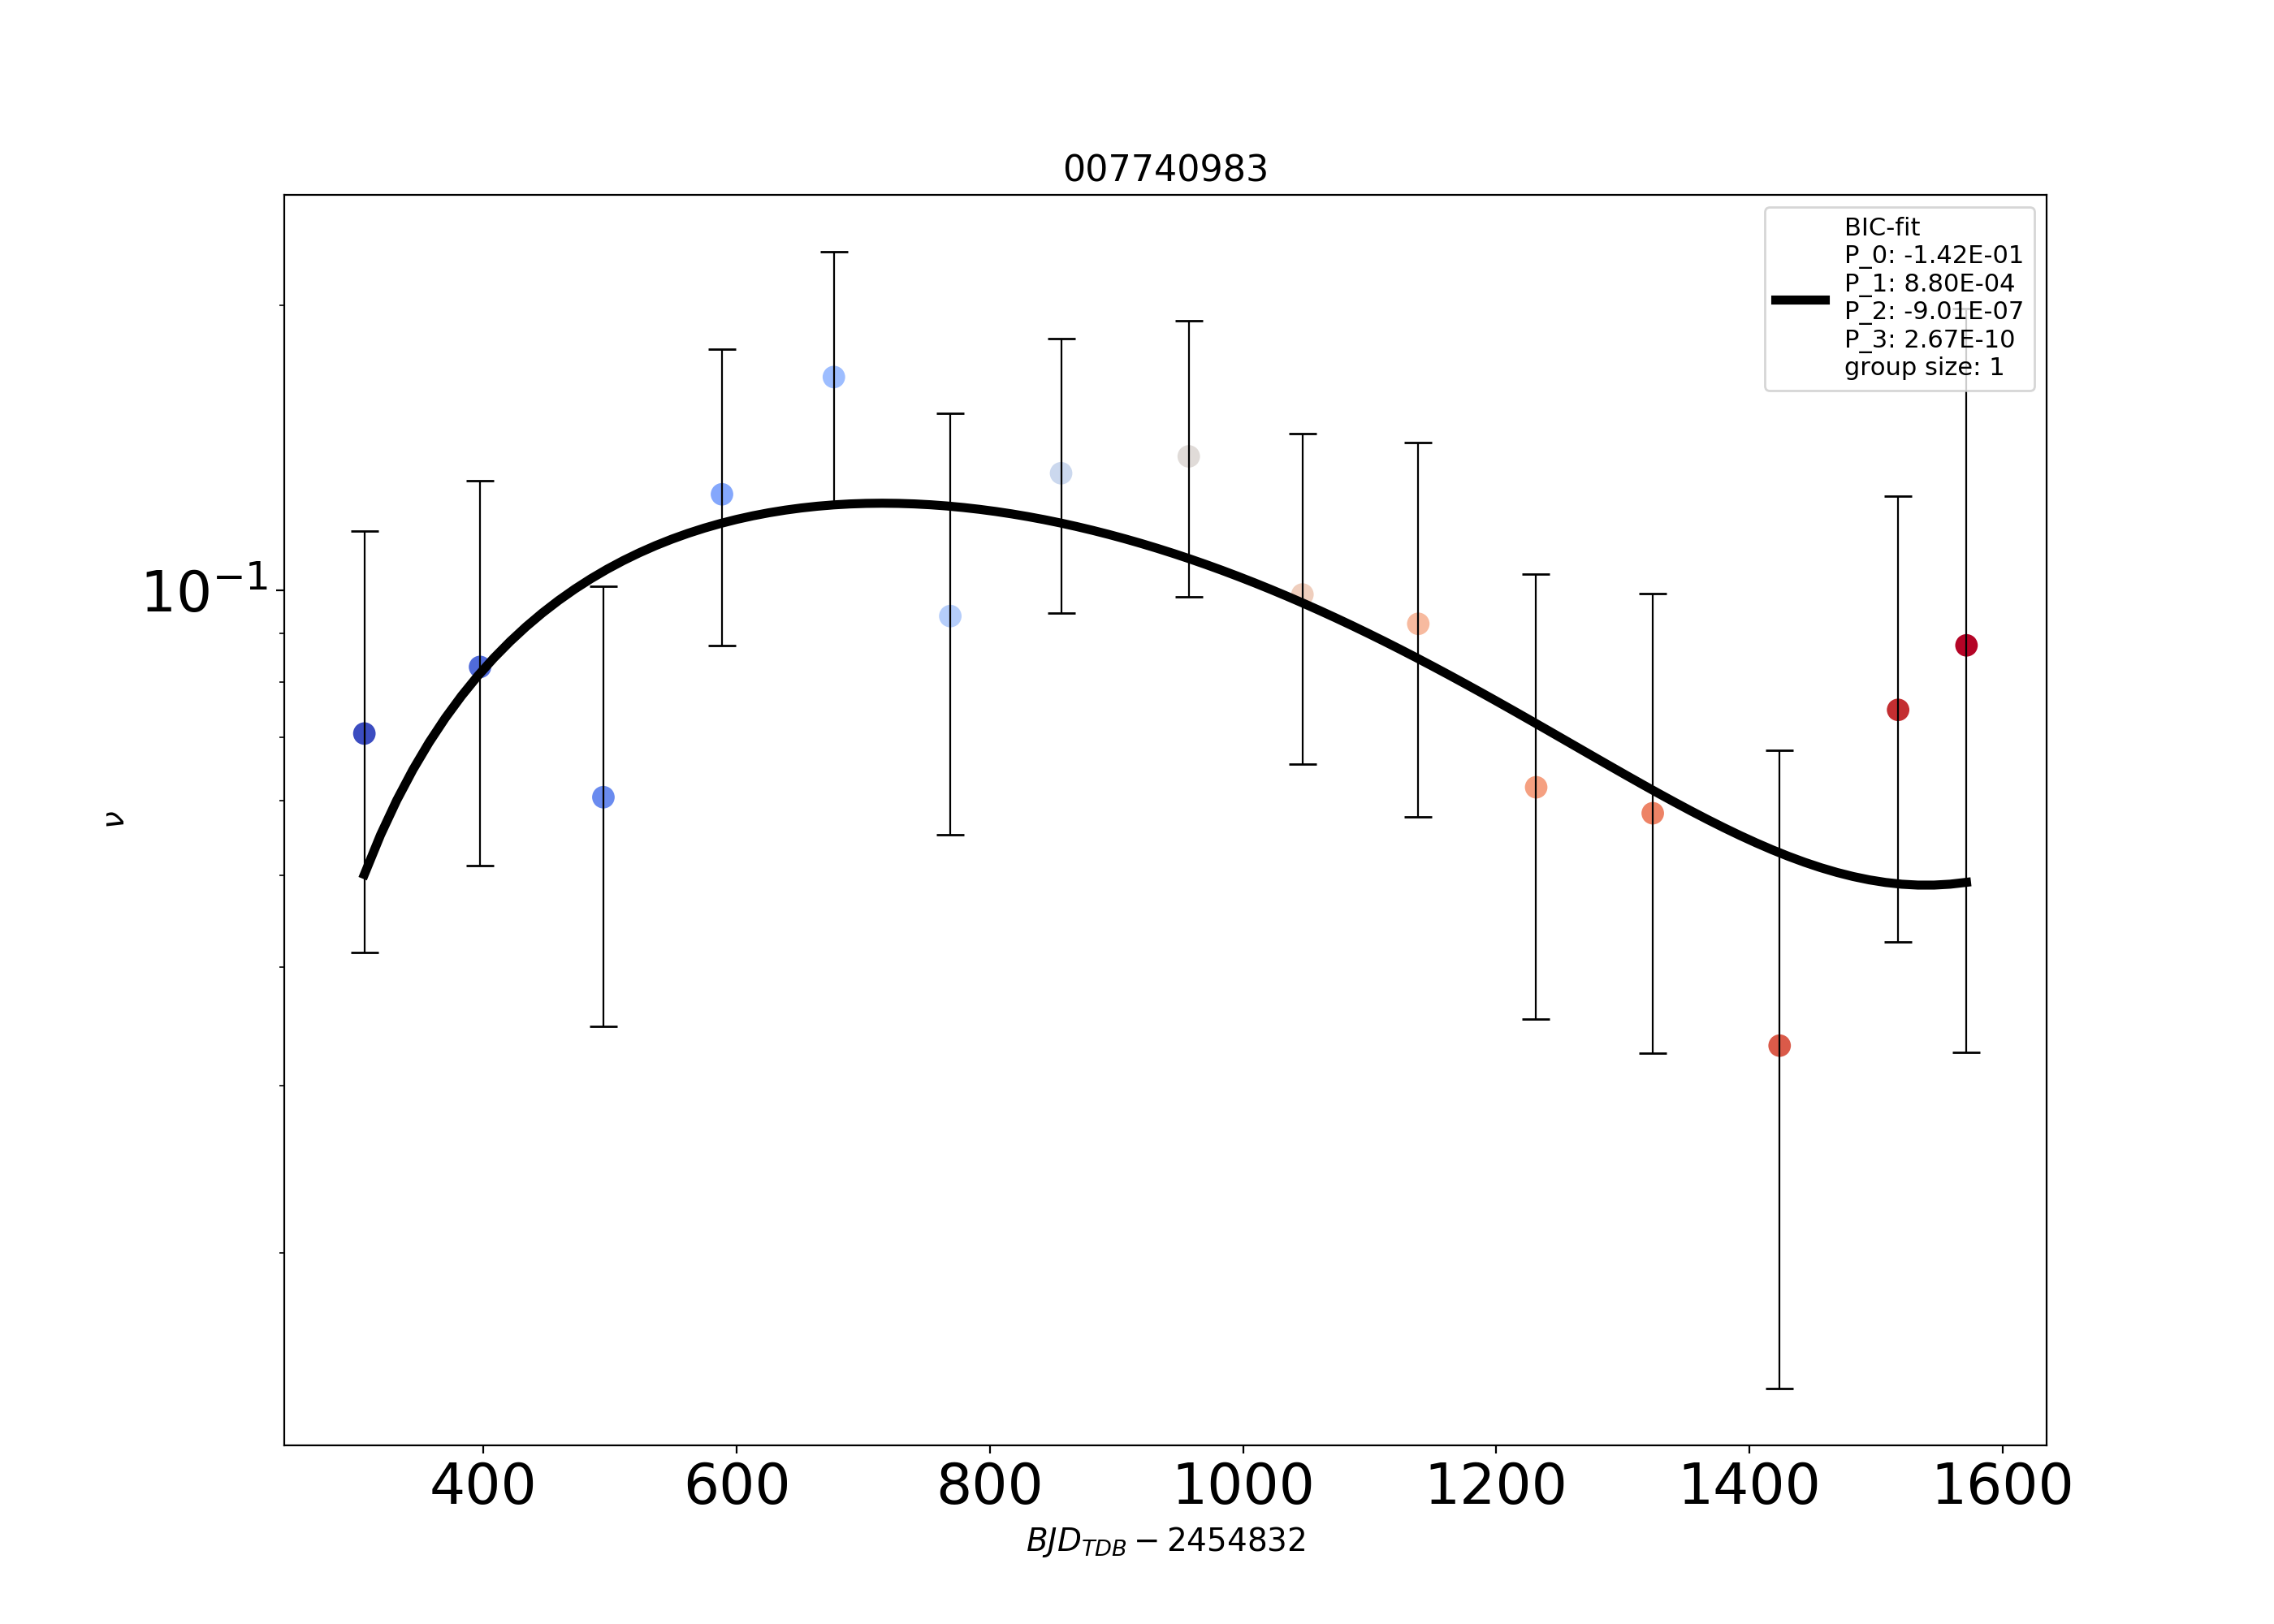 007740983
BIC-fit
P_0: -1.42E-01
P_1: 8.80E-04
P_2: -9.01E-07
P_3: 2.67E-10
group size: 1
10⁻¹
ν
400 600 800 1000 1200 1400 1600
BJD_TDB − 2454832